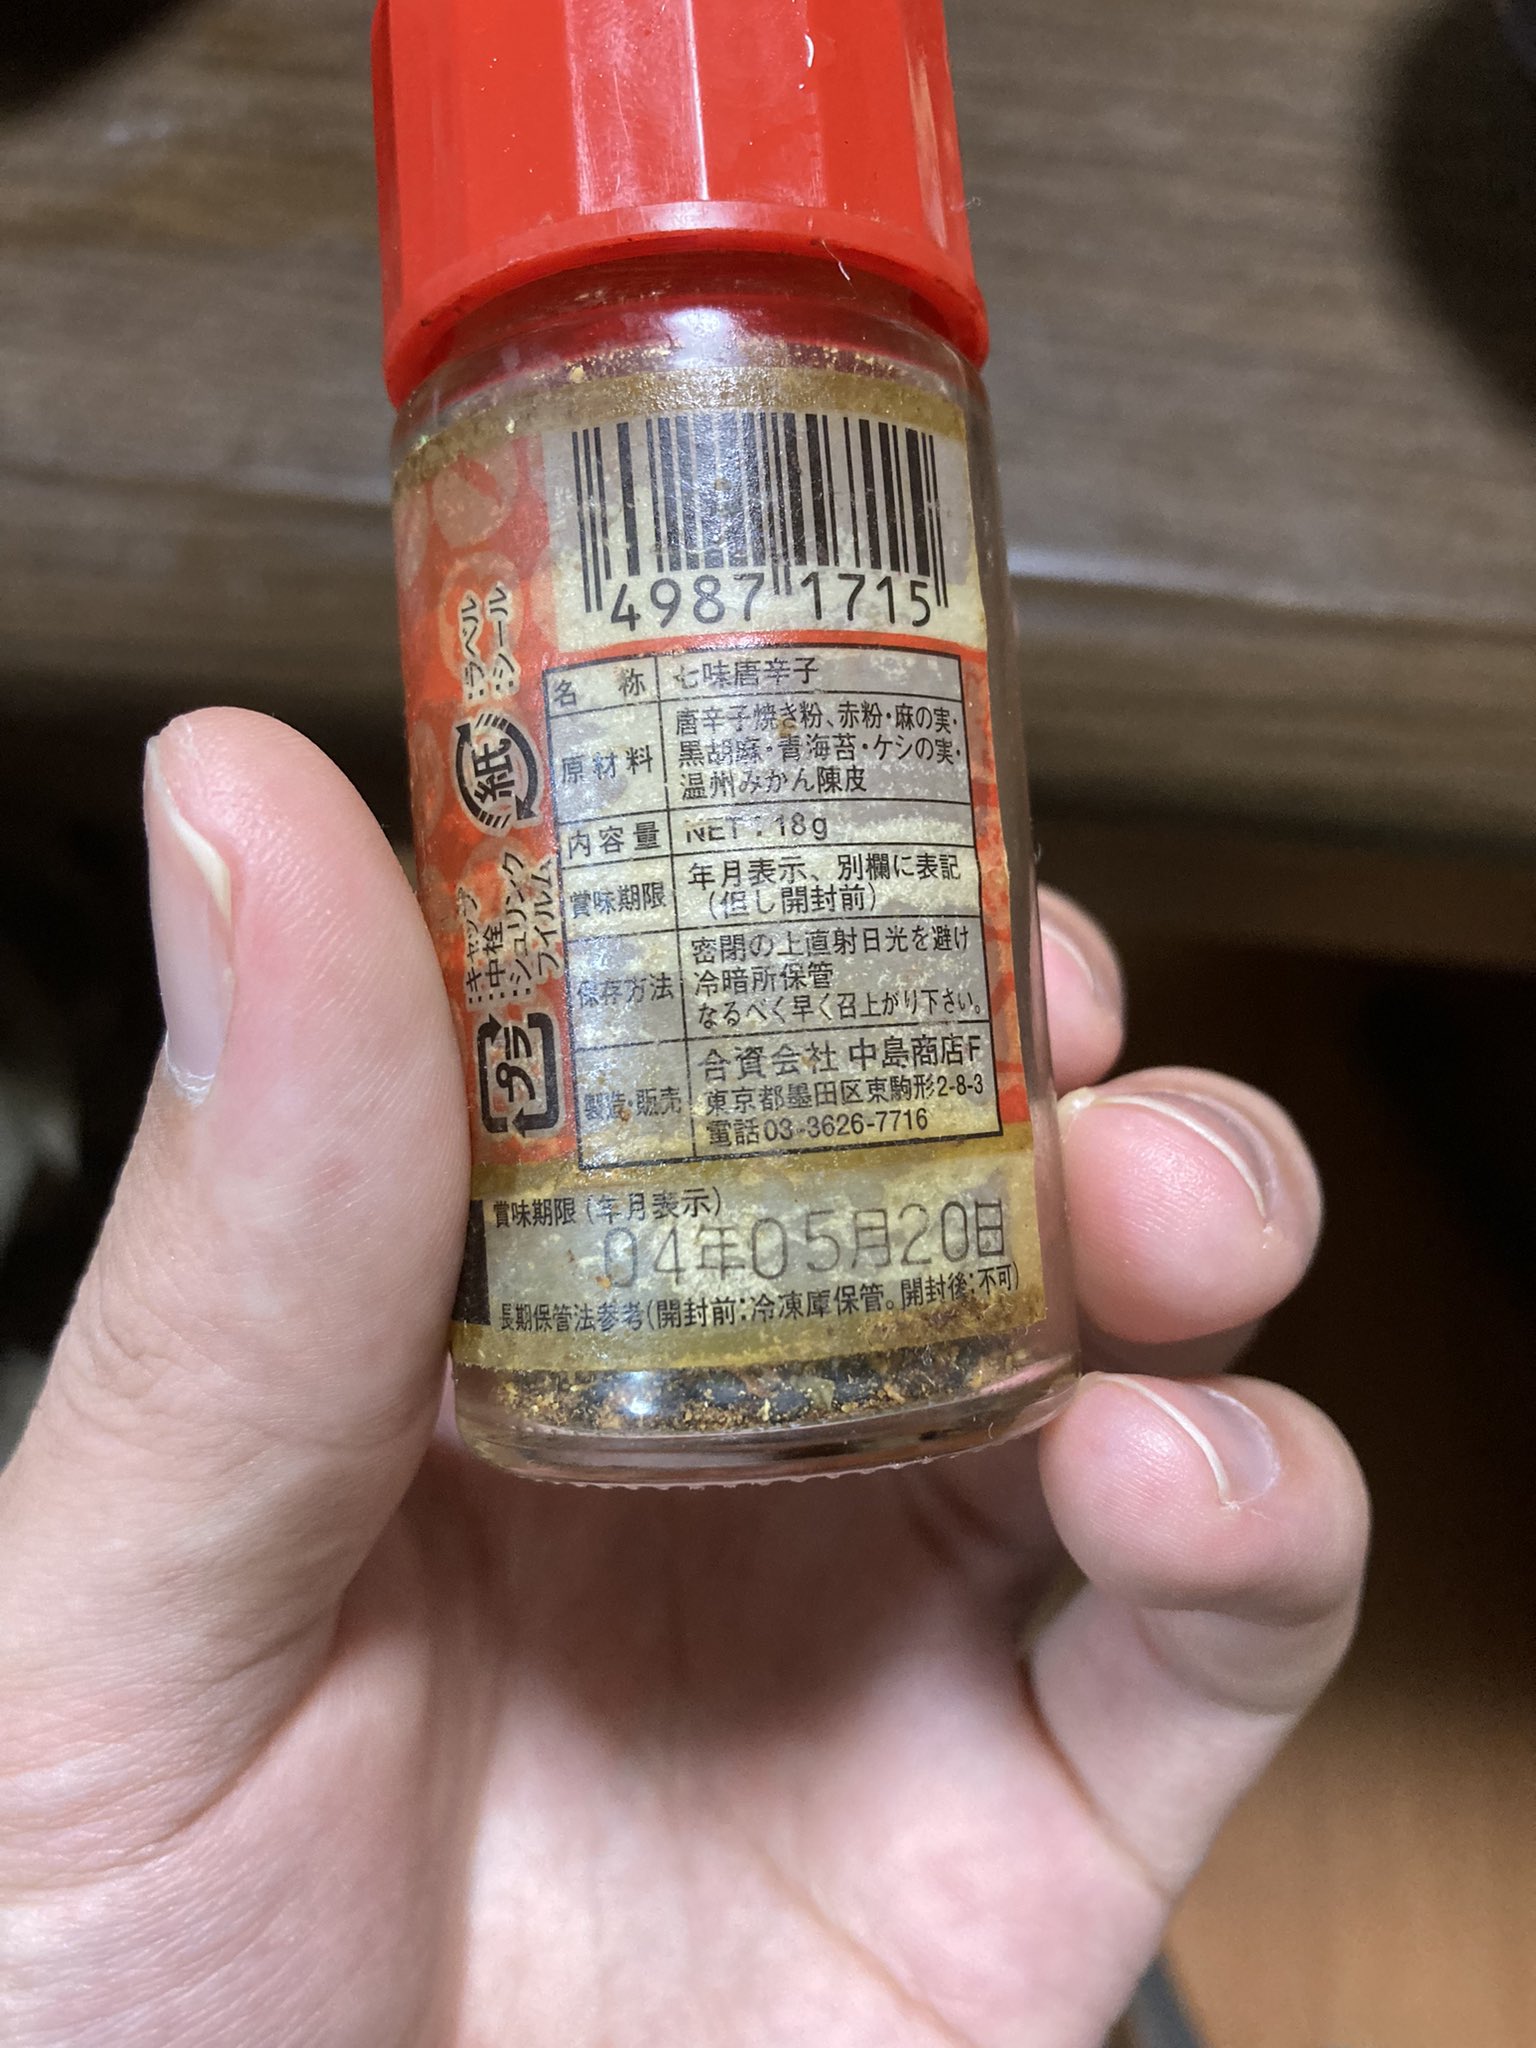 4987 1715
名称 七味唐辛子
原材料 唐辛子焼き粉、赤粉・麻の実・
黒胡麻・青海苔・ケシの実・
温州みかん陳皮
内容量 NET:18g
賞味期限 年月表示、別欄に表記
(但し開封前)
保存方法 密閉の上直射日光を避け
冷暗所保管
なるべく早く召上がり下さい。
製造・販売 合資会社 中島商店F
東京都墨田区東駒形2-8-3
電話03-3626-7716
賞味期限(年月表示)
04年05月20日
長期保管法参考(開封前:冷凍庫保管。開封後:不可)
紙
ラベル
シール
プラ
キャップ
中栓
シュリンク
フィルム